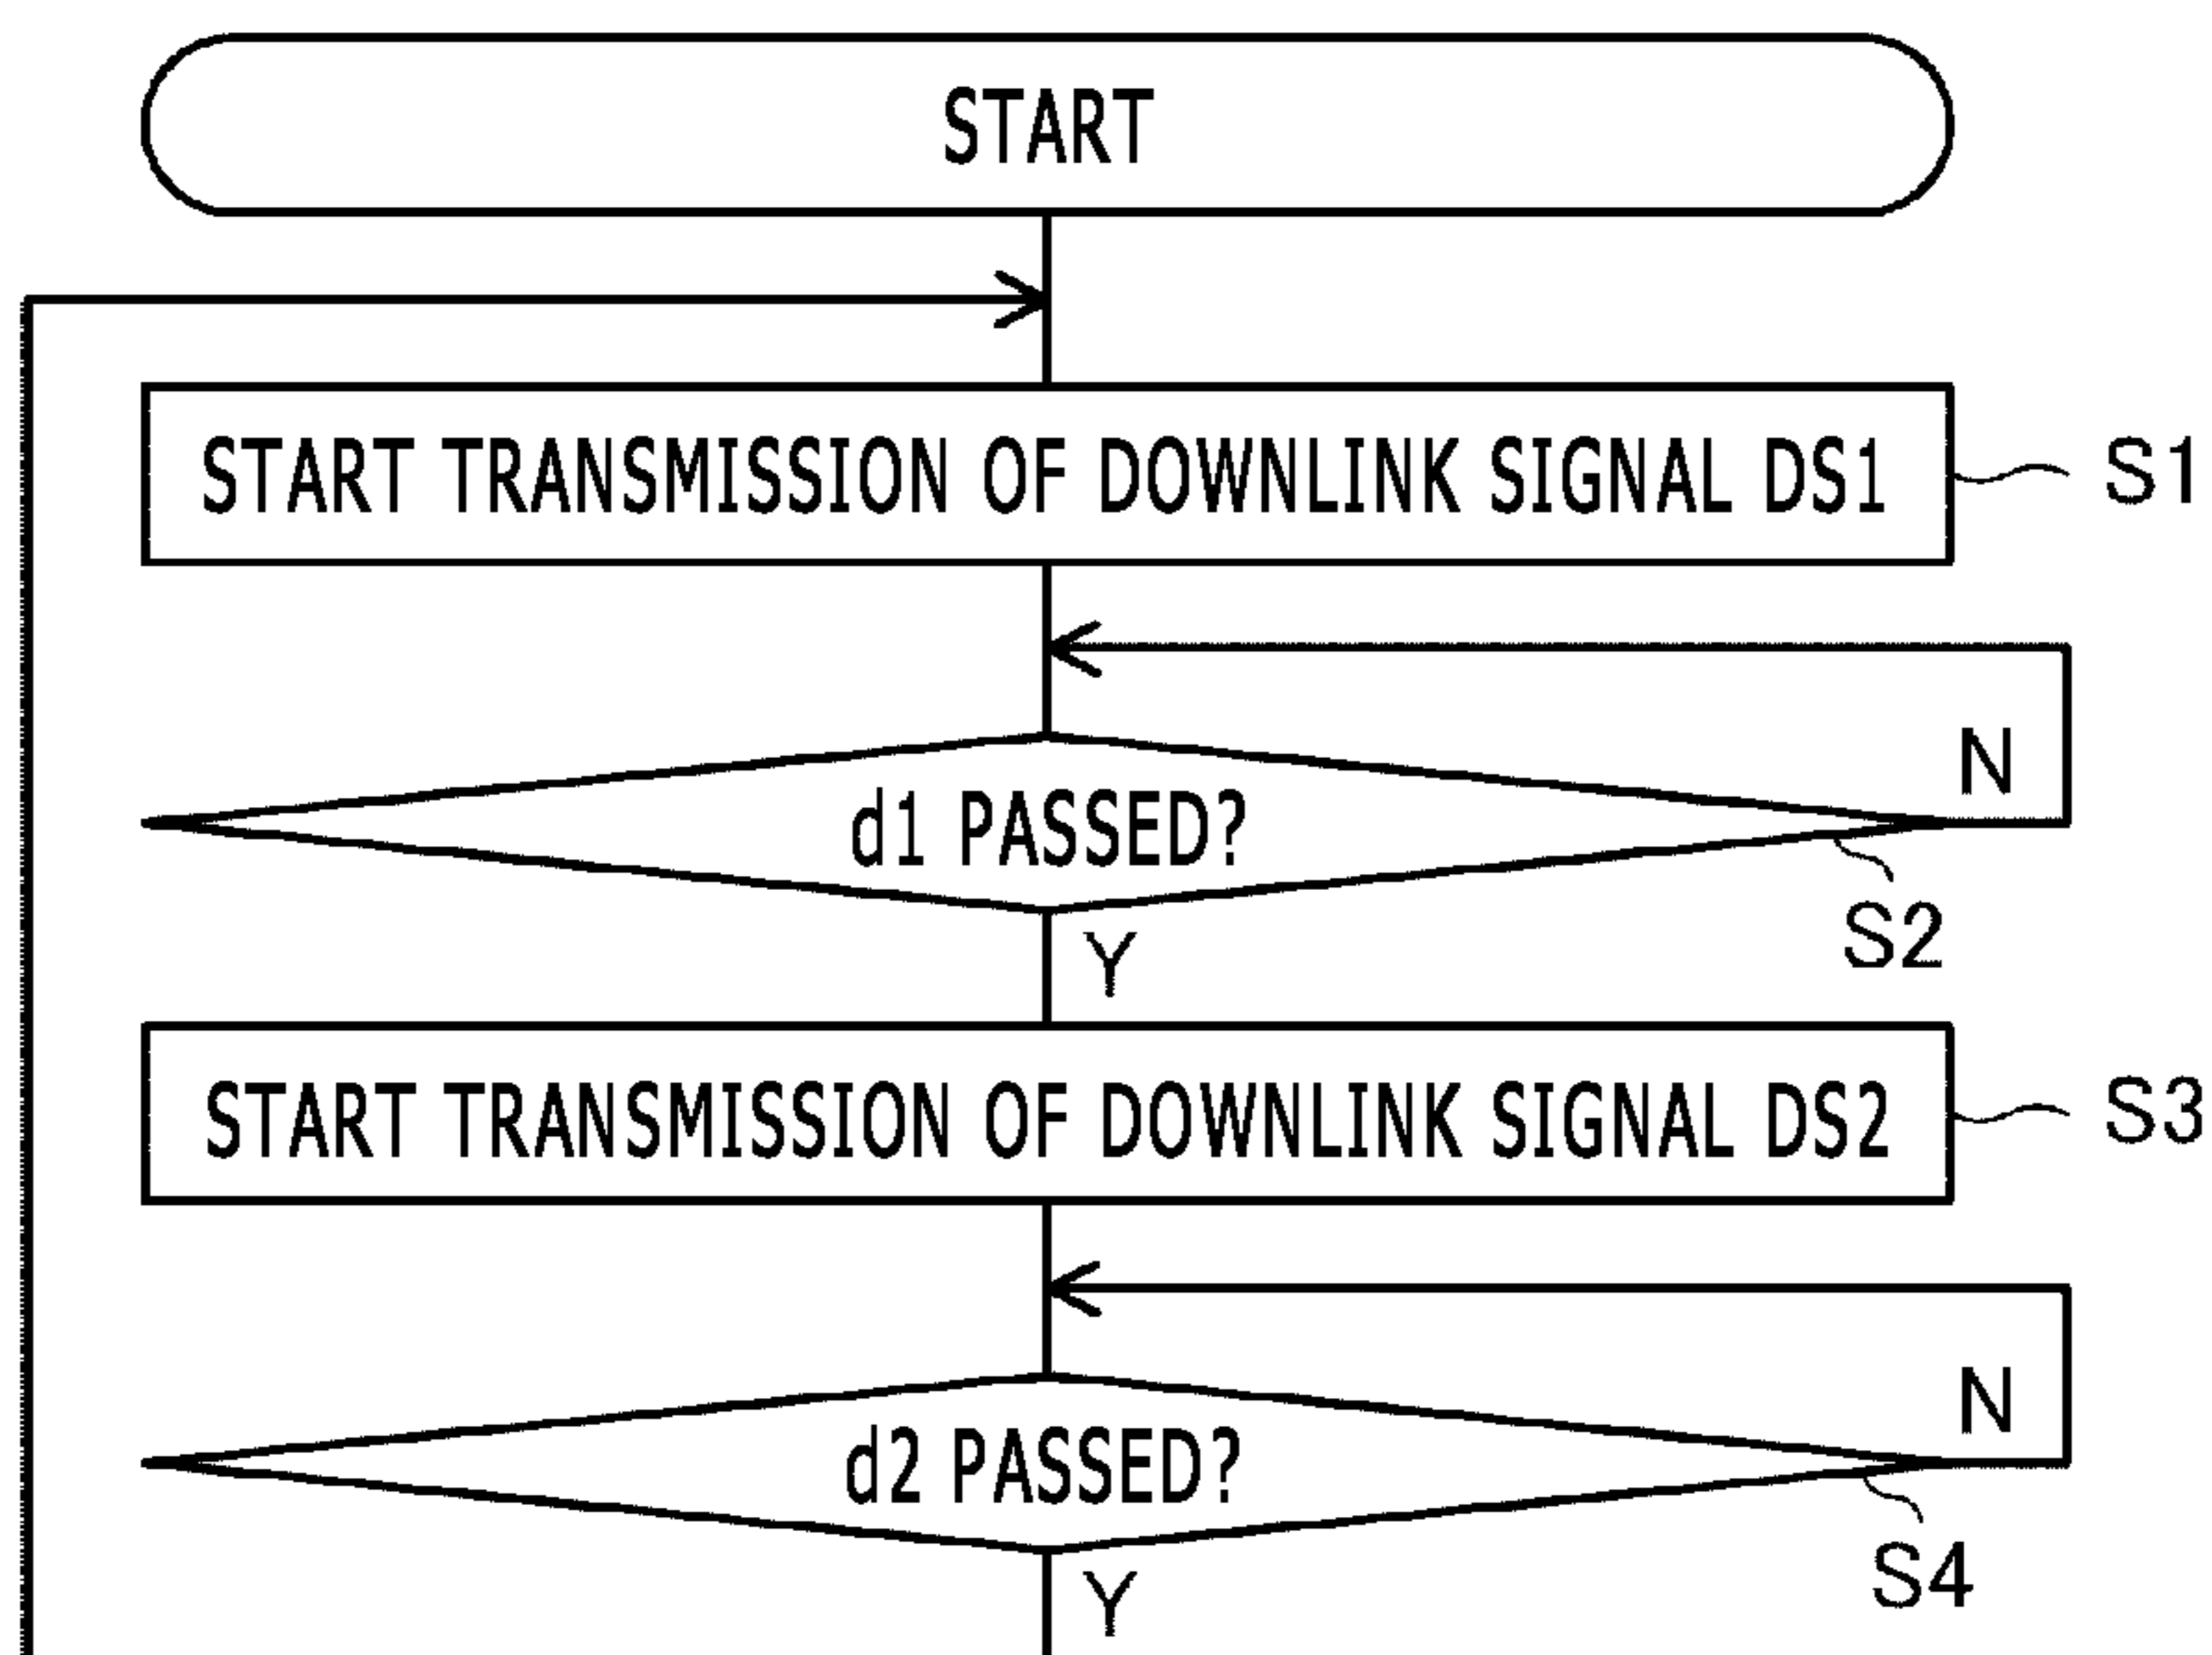 START
START TRANSMISSION OF DOWNLINK SIGNAL DS1
S1
N
d1 PASSED?
S2
Y
START TRANSMISSION OF DOWNLINK SIGNAL DS2
S3
N
d2 PASSED?
S4
Y